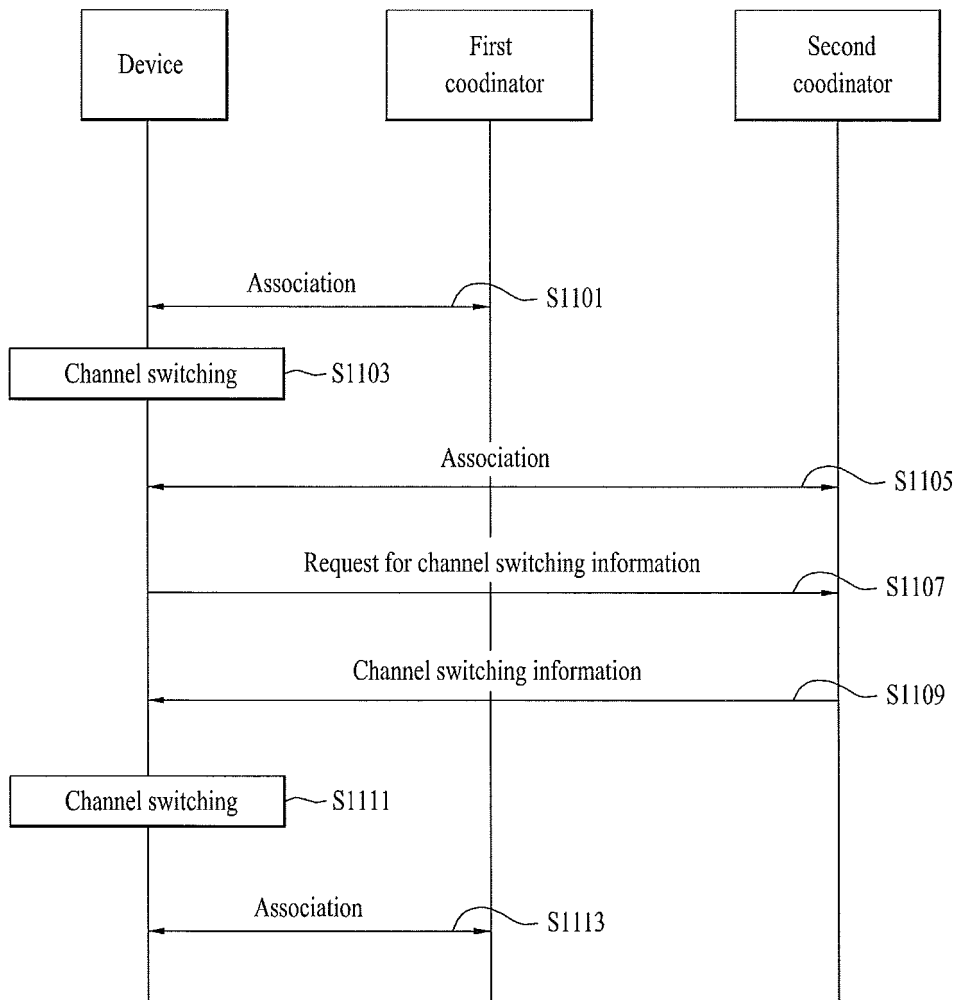 Device
First
coodinator
Second
coodinator
Association
S1101
Channel switching
S1103
Association
S1105
Request for channel switching information
S1107
Channel switching information
S1109
Channel switching
S1111
Association
S1113